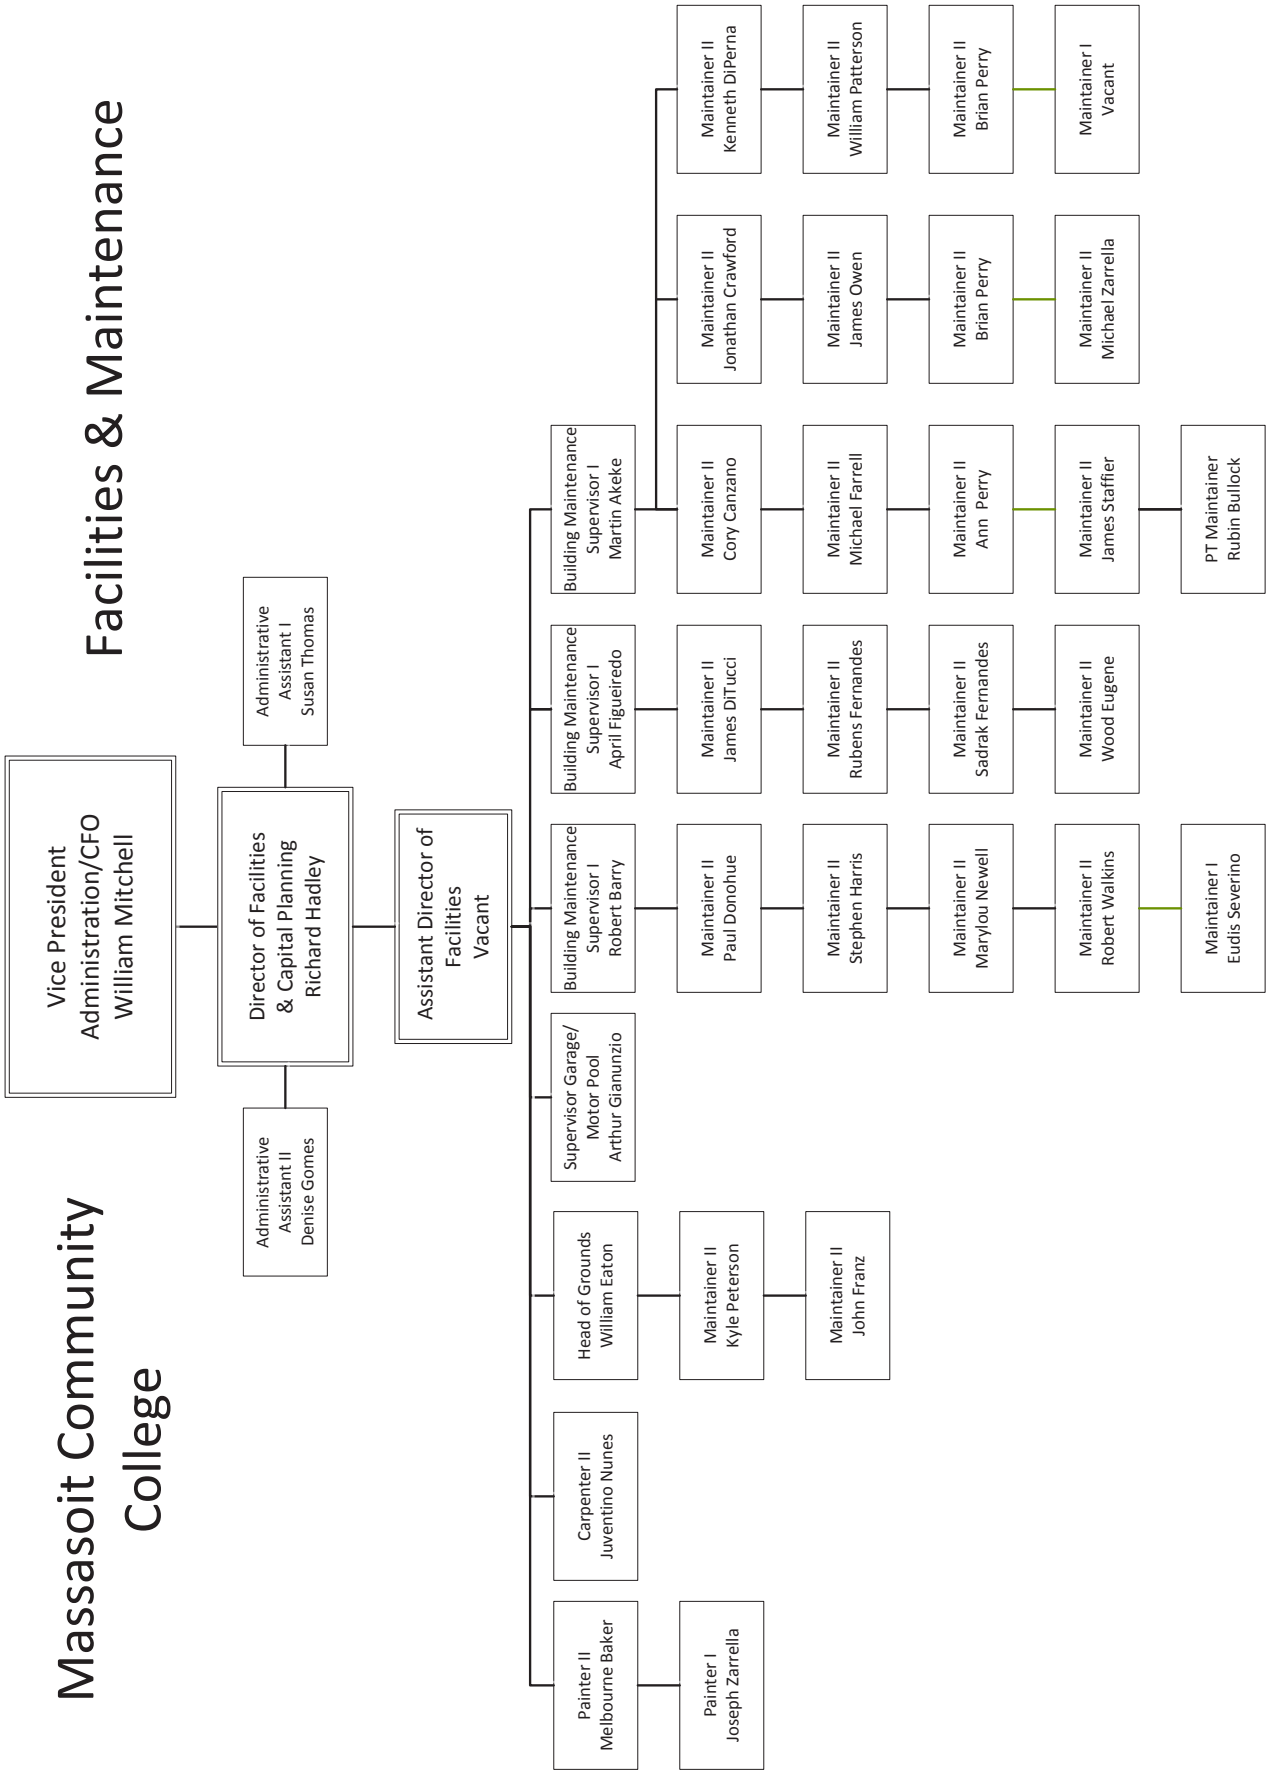 Massasoit Community
College
Facilities & Maintenance
Vice President
Administration/CFO
William Mitchell
Administrative
Assistant II
Denise Gomes
Director of Facilities
& Capital Planning
Richard Hadley
Administrative
Assistant I
Susan Thomas
Assistant Director of
Facilities
Vacant
Painter II
Melbourne Baker
Painter I
Joseph Zarrella
Carpenter II
Juventino Nunes
Head of Grounds
William Eaton
Maintainer II
Kyle Peterson
Maintainer II
John Franz
Supervisor Garage/
Motor Pool
Arthur Gianunzio
Building Maintenance
Supervisor I
Robert Barry
Maintainer II
Paul Donohue
Maintainer II
Stephen Harris
Maintainer II
Marylou Newell
Maintainer II
Robert Walkins
Maintainer I
Eudis Severino
Building Maintenance
Supervisor I
April Figueiredo
Maintainer II
James DiTucci
Maintainer II
Rubens Fernandes
Maintainer II
Sadrak Fernandes
Maintainer II
Wood Eugene
Building Maintenance
Supervisor I
Martin Akeke
Maintainer II
Cory Canzano
Maintainer II
Michael Farrell
Maintainer II
Ann Perry
Maintainer II
James Staffier
PT Maintainer
Rubin Bullock
Maintainer II
Jonathan Crawford
Maintainer II
James Owen
Maintainer II
Brian Perry
Maintainer II
Michael Zarrella
Maintainer II
Kenneth DiPerna
Maintainer II
William Patterson
Maintainer II
Brian Perry
Maintainer I
Vacant